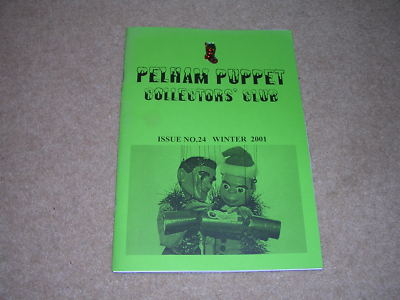 PELHAM PUPPET
COLLECTORS' CLUB
ISSUE NO,24 WINTER 2001